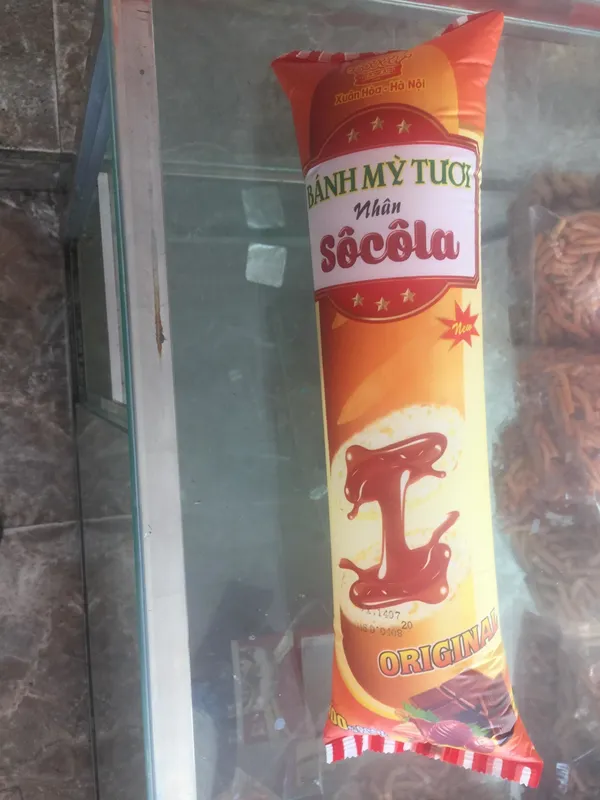 Xuân Hòa - Hà Nội
BÁNH MỲ TƯƠI
Nhân
sôcôla
New
ORIGINAL